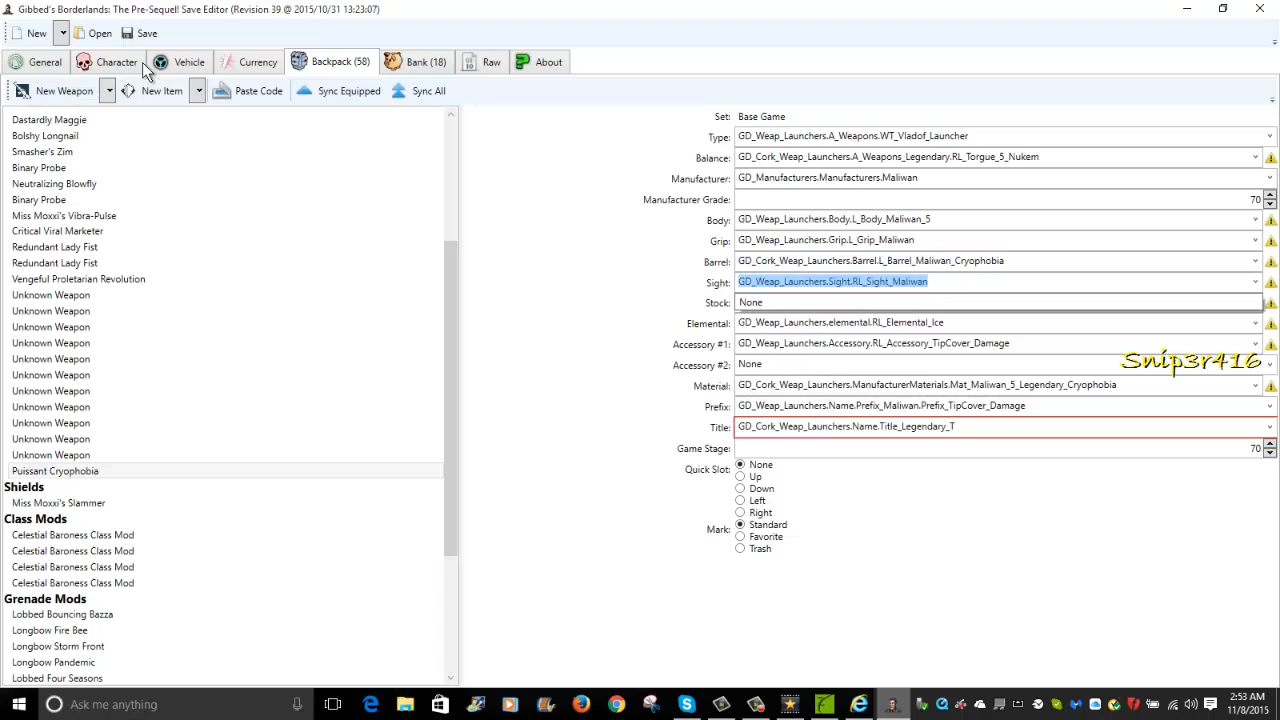 Gibbed's Borderlands: The Pre-Sequel! Save Editor (Revision 39 @ 2015/10/31 13:23:07)
New Open Save
General Character Vehicle Currency Backpack (58) Bank (18) Raw About
New Weapon New Item Paste Code Sync Equipped Sync All
Dastardly Maggie
Bolshy Longnail
Smasher's Zim
Binary Probe
Neutralizing Blowfly
Binary Probe
Miss Moxxi's Vibra-Pulse
Critical Viral Marketer
Redundant Lady Fist
Redundant Lady Fist
Vengeful Proletarian Revolution
Unknown Weapon
Unknown Weapon
Unknown Weapon
Unknown Weapon
Unknown Weapon
Unknown Weapon
Unknown Weapon
Unknown Weapon
Unknown Weapon
Unknown Weapon
Unknown Weapon
Puissant Cryophobia
Shields
Miss Moxxi's Slammer
Class Mods
Celestial Baroness Class Mod
Celestial Baroness Class Mod
Celestial Baroness Class Mod
Celestial Baroness Class Mod
Grenade Mods
Lobbed Bouncing Bazza
Longbow Fire Bee
Longbow Storm Front
Longbow Pandemic
Lobbed Four Seasons
Set: Base Game
Type: GD_Weap_Launchers.A_Weapons.WT_Vladof_Launcher
Balance: GD_Cork_Weap_Launchers.A_Weapons_Legendary.RL_Torgue_5_Nukem
Manufacturer: GD_Manufacturers.Manufacturers.Maliwan
Manufacturer Grade: 70
Body: GD_Weap_Launchers.Body.L_Body_Maliwan_5
Grip: GD_Weap_Launchers.Grip.L_Grip_Maliwan
Barrel: GD_Cork_Weap_Launchers.Barrel.L_Barrel_Maliwan_Cryophobia
Sight: GD_Weap_Launchers.Sight.RL_Sight_Maliwan
Stock: None
Elemental: GD_Weap_Launchers.elemental.RL_Elemental_Ice
Accessory #1: GD_Weap_Launchers.Accessory.RL_Accessory_TipCover_Damage
Accessory #2: None
Snip3r416
Material: GD_Cork_Weap_Launchers.ManufacturerMaterials.Mat_Maliwan_5_Legendary_Cryophobia
Prefix: GD_Weap_Launchers.Name.Prefix_Maliwan.Prefix_TipCover_Damage
Title: GD_Cork_Weap_Launchers.Name.Title_Legendary_T
Game Stage: 70
Quick Slot: None
Up
Down
Left
Right
Mark: Standard
Favorite
Trash
Ask me anything
2:53 AM
11/8/2015